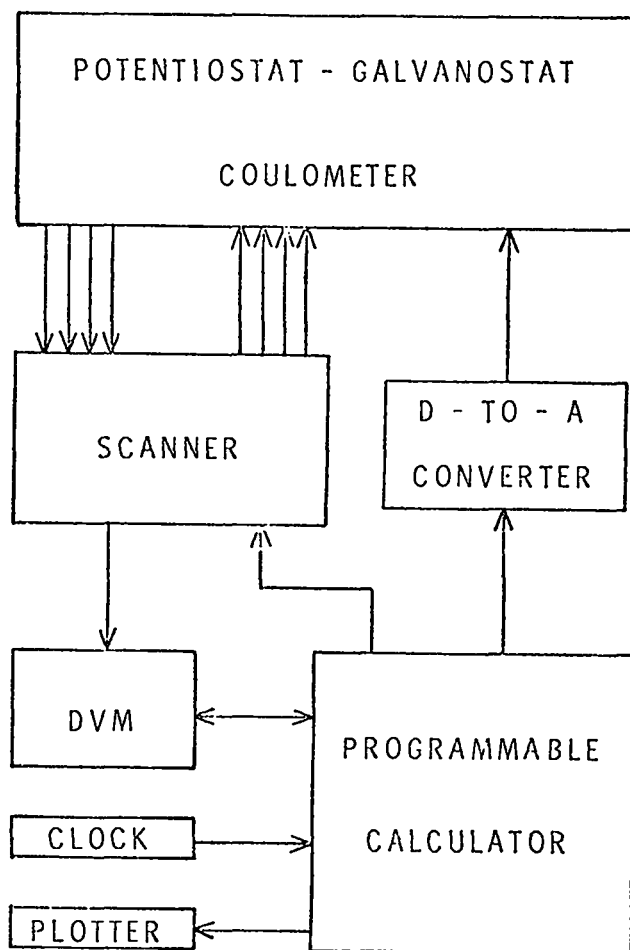 POTENTIOSTAT - GALVANOSTAT
COULOMETER
SCANNER
D - TO - A
CONVERTER
DVM
PROGRAMMABLE
CALCULATOR
CLOCK
PLOTTER